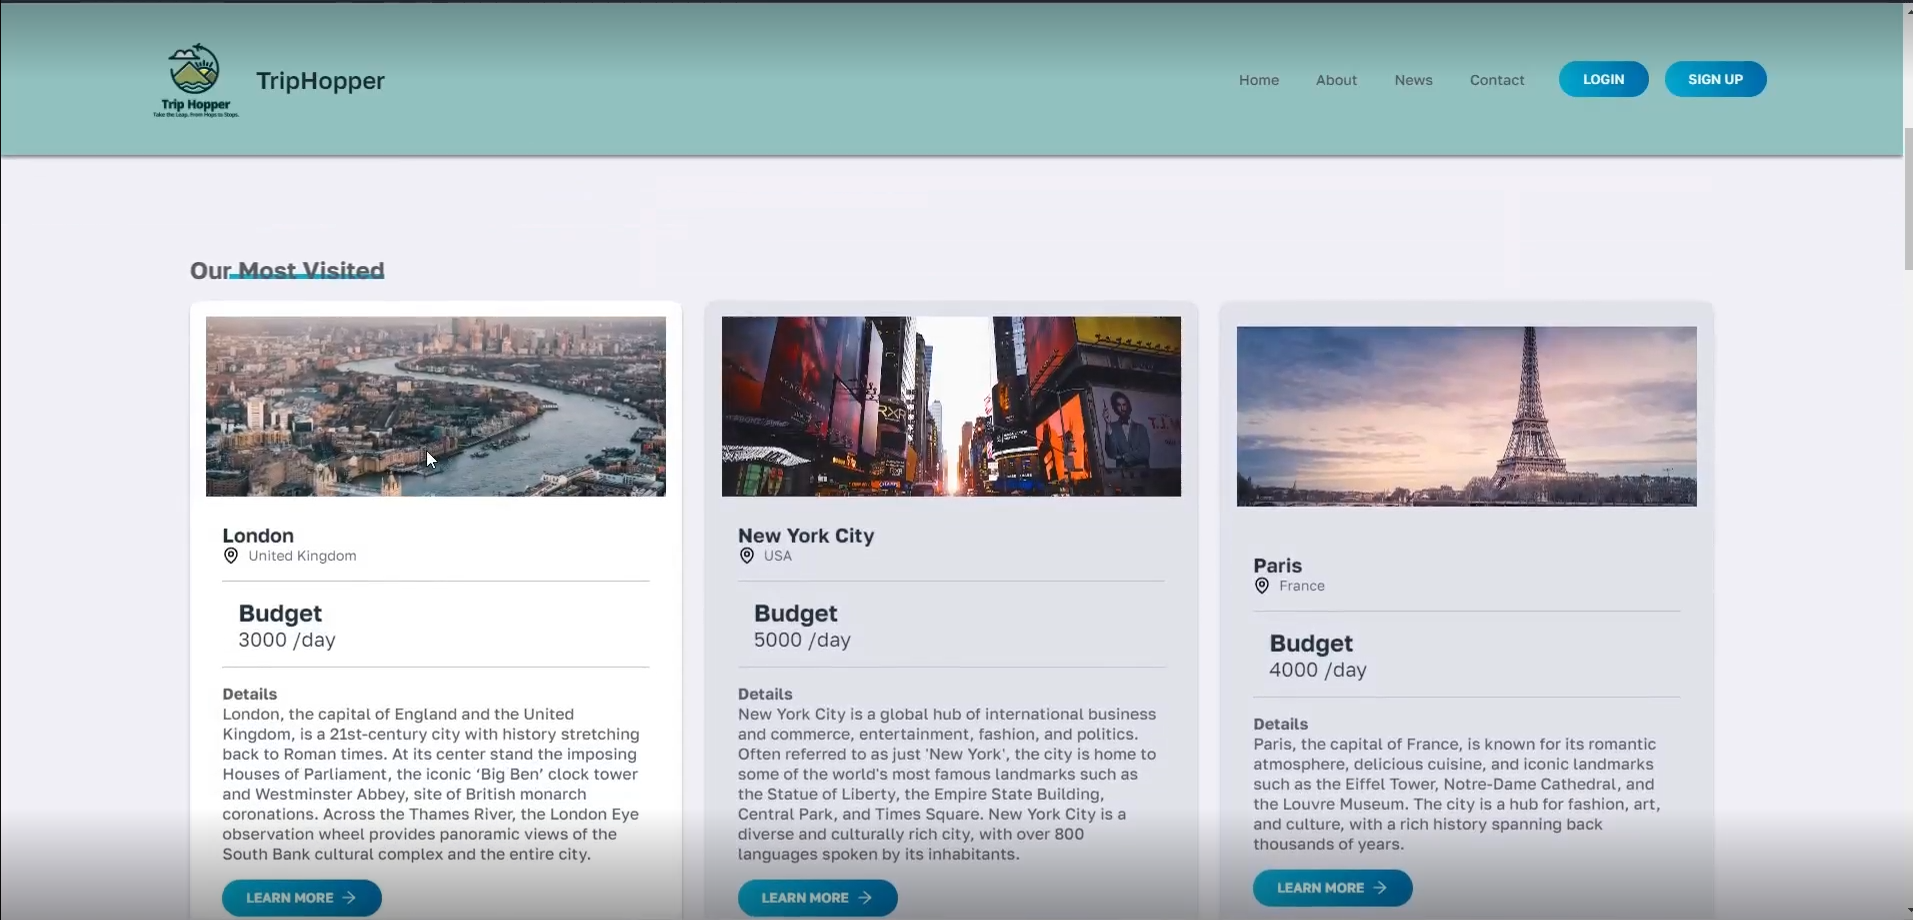 Trip Hopper
Take the Leap. From Hops to Stops.
TripHopper
Home
About
News
Contact
LOGIN
SIGN UP
Our Most Visited
London
United Kingdom
Budget
3000 /day
Details
London, the capital of England and the United
Kingdom, is a 21st-century city with history stretching
back to Roman times. At its center stand the imposing
Houses of Parliament, the iconic ‘Big Ben’ clock tower
and Westminster Abbey, site of British monarch
coronations. Across the Thames River, the London Eye
observation wheel provides panoramic views of the
South Bank cultural complex and the entire city.
LEARN MORE
RXR
New York City
USA
Budget
5000 /day
Details
New York City is a global hub of international business
and commerce, entertainment, fashion, and politics.
Often referred to as just 'New York', the city is home to
some of the world's most famous landmarks such as
the Statue of Liberty, the Empire State Building,
Central Park, and Times Square. New York City is a
diverse and culturally rich city, with over 800
languages spoken by its inhabitants.
LEARN MORE
Paris
France
Budget
4000 /day
Details
Paris, the capital of France, is known for its romantic
atmosphere, delicious cuisine, and iconic landmarks
such as the Eiffel Tower, Notre-Dame Cathedral, and
the Louvre Museum. The city is a hub for fashion, art,
and culture, with a rich history spanning back
thousands of years.
LEARN MORE